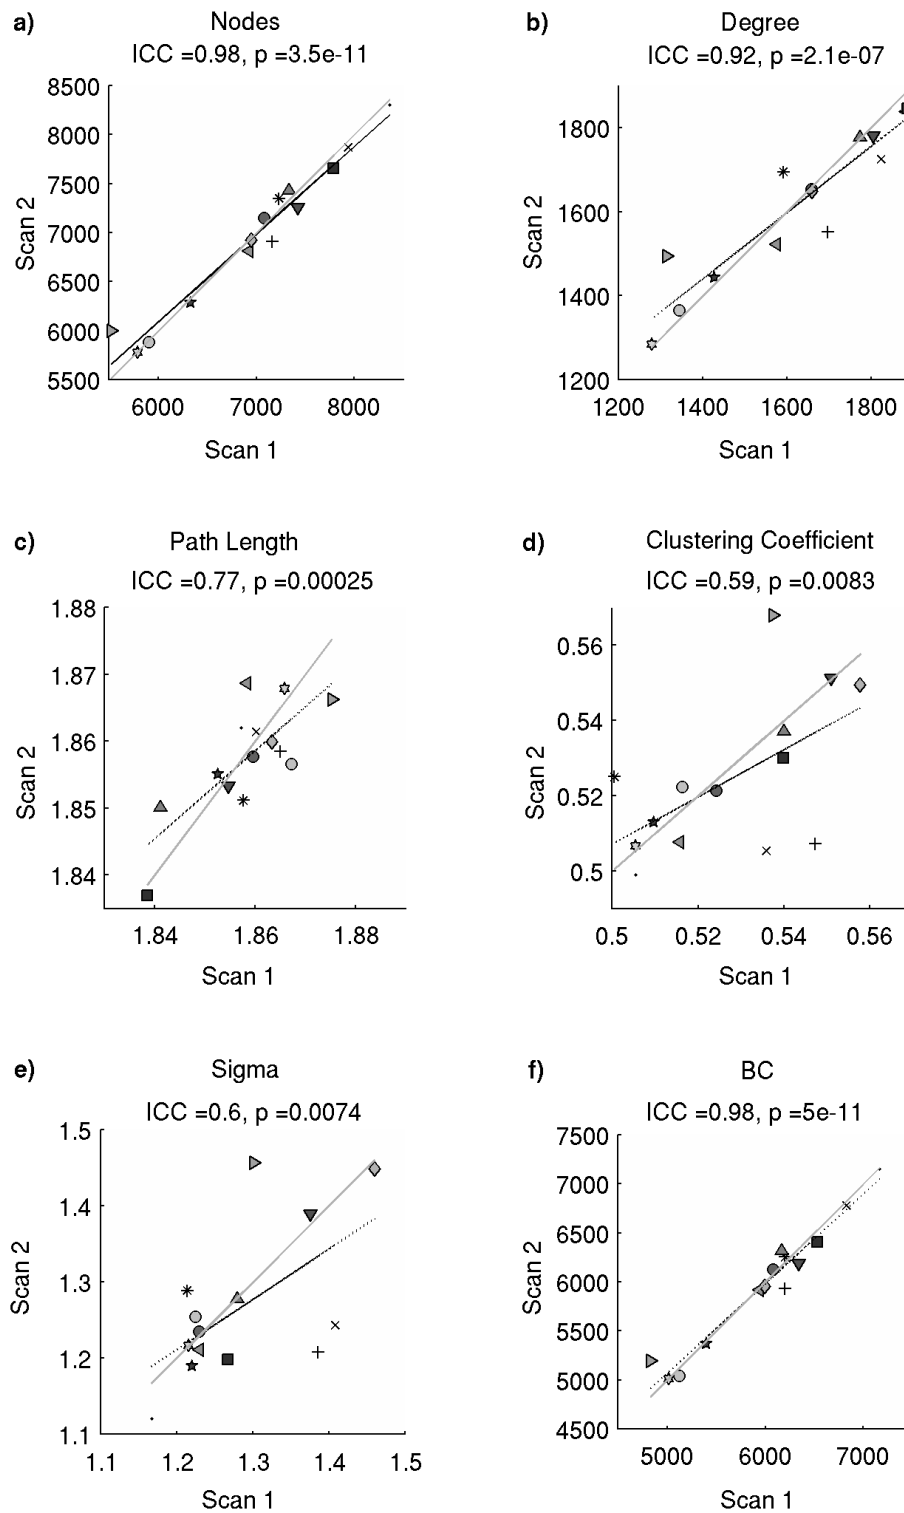 a) Nodes
ICC =0.98, p =3.5e-11
8500
8000
7500
7000
6500
6000
5500
Scan 2
6000 7000 8000
Scan 1
b) Degree
ICC =0.92, p =2.1e-07
1800
1600
1400
1200
Scan 2
1200 1400 1600 1800
Scan 1
c) Path Length
ICC =0.77, p =0.00025
1.88
1.87
1.86
1.85
1.84
Scan 2
1.84 1.86 1.88
Scan 1
d) Clustering Coefficient
ICC =0.59, p =0.0083
0.56
0.54
0.52
0.5
Scan 2
0.5 0.52 0.54 0.56
Scan 1
e) Sigma
ICC =0.6, p =0.0074
1.5
1.4
1.3
1.2
1.1
Scan 2
1.1 1.2 1.3 1.4 1.5
Scan 1
f) BC
ICC =0.98, p =5e-11
7500
7000
6500
6000
5500
5000
4500
Scan 2
5000 6000 7000
Scan 1